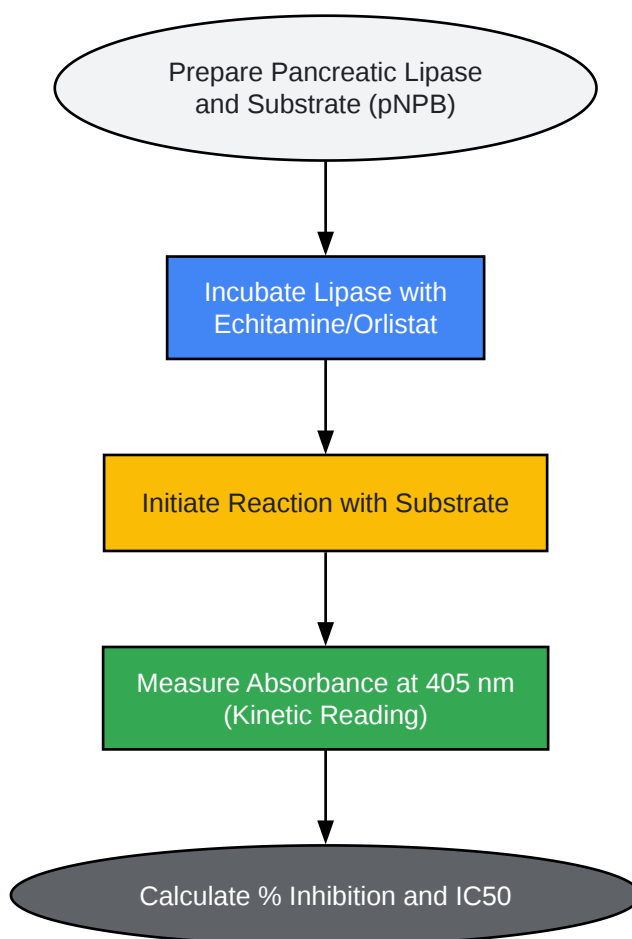 Prepare Pancreatic Lipase
and Substrate (pNPB)
Incubate Lipase with
Echitamine/Orlistat
Initiate Reaction with Substrate
Measure Absorbance at 405 nm
(Kinetic Reading)
Calculate % Inhibition and IC50